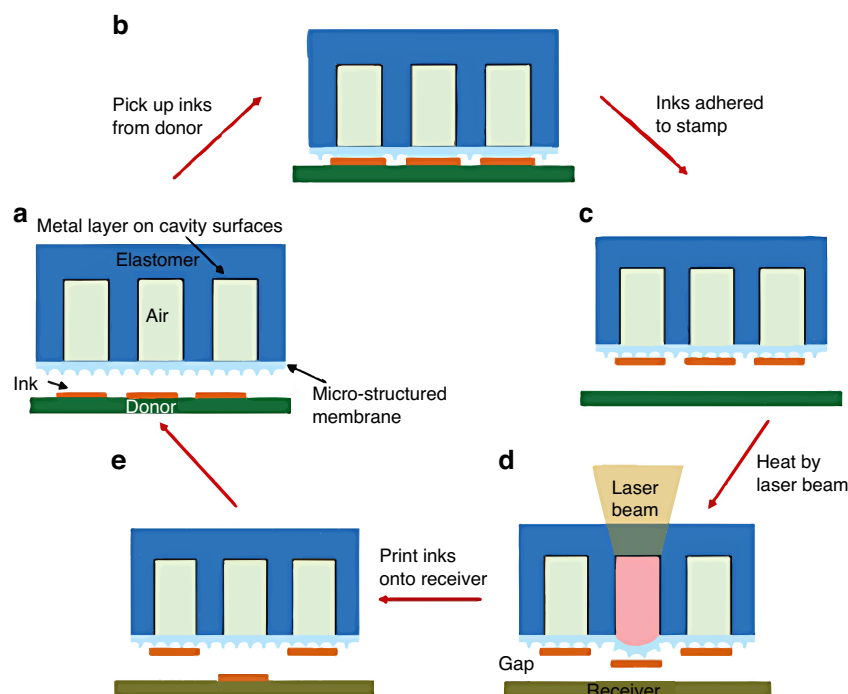 b
Pick up inks
from donor
Inks adhered
to stamp
a
Metal layer on cavity surfaces
Elastomer
Air
Ink
Donor
Micro-structured
membrane
c
Heat by
laser beam
d
Laser
beam
Gap
Receiver
Print inks
onto receiver
e